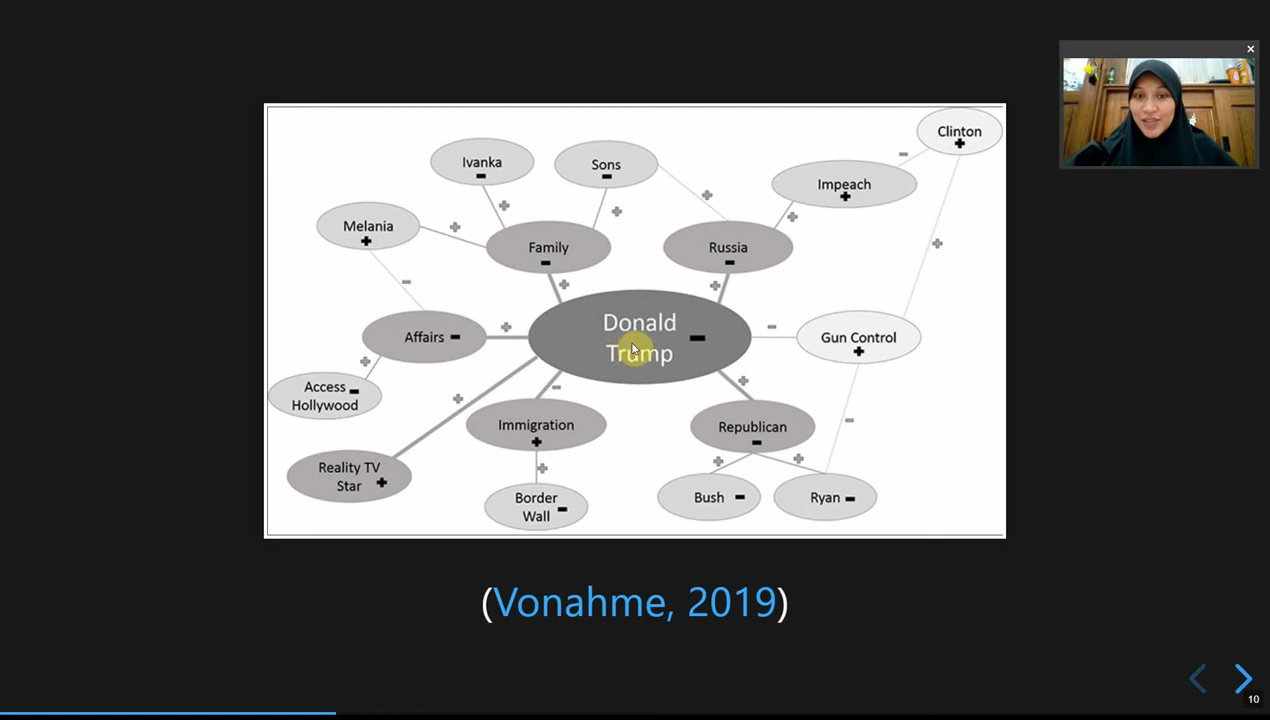 Clinton
Ivanka
Sons
Impeach
Melania
Family
Russia
Donald
Trump
Affairs
Gun Control
Access
Hollywood
Immigration
Republican
Reality TV
Star
Border
Wall
Bush
Ryan
(Vonahme, 2019)
10